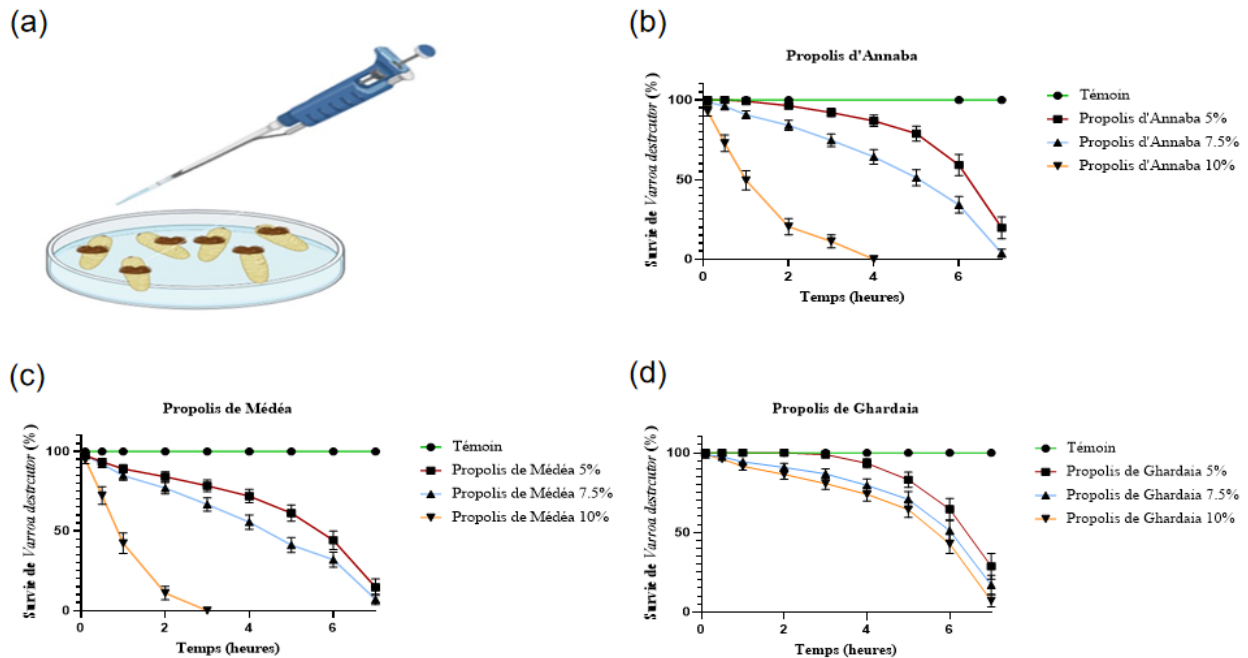 (a)
(b)
Propolis d'Annaba
Survie de Varroa destrcutor (%)
100
50
0
0
2
4
6
Temps (heures)
Témoin
Propolis d'Annaba 5%
Propolis d'Annaba 7.5%
Propolis d'Annaba 10%
(c)
Propolis de Médéa
Survie de Varroa destrcutor (%)
100
50
0
0
2
4
6
Temps (heures)
Témoin
Propolis de Médéa 5%
Propolis de Médéa 7.5%
Propolis de Médéa 10%
(d)
Propolis de Ghardaia
Survie de Varroa destrcutor (%)
100
50
0
0
2
4
6
Temps (heures)
Témoin
Propolis de Ghardaia 5%
Propolis de Ghardaia 7.5%
Propolis de Ghardaia 10%